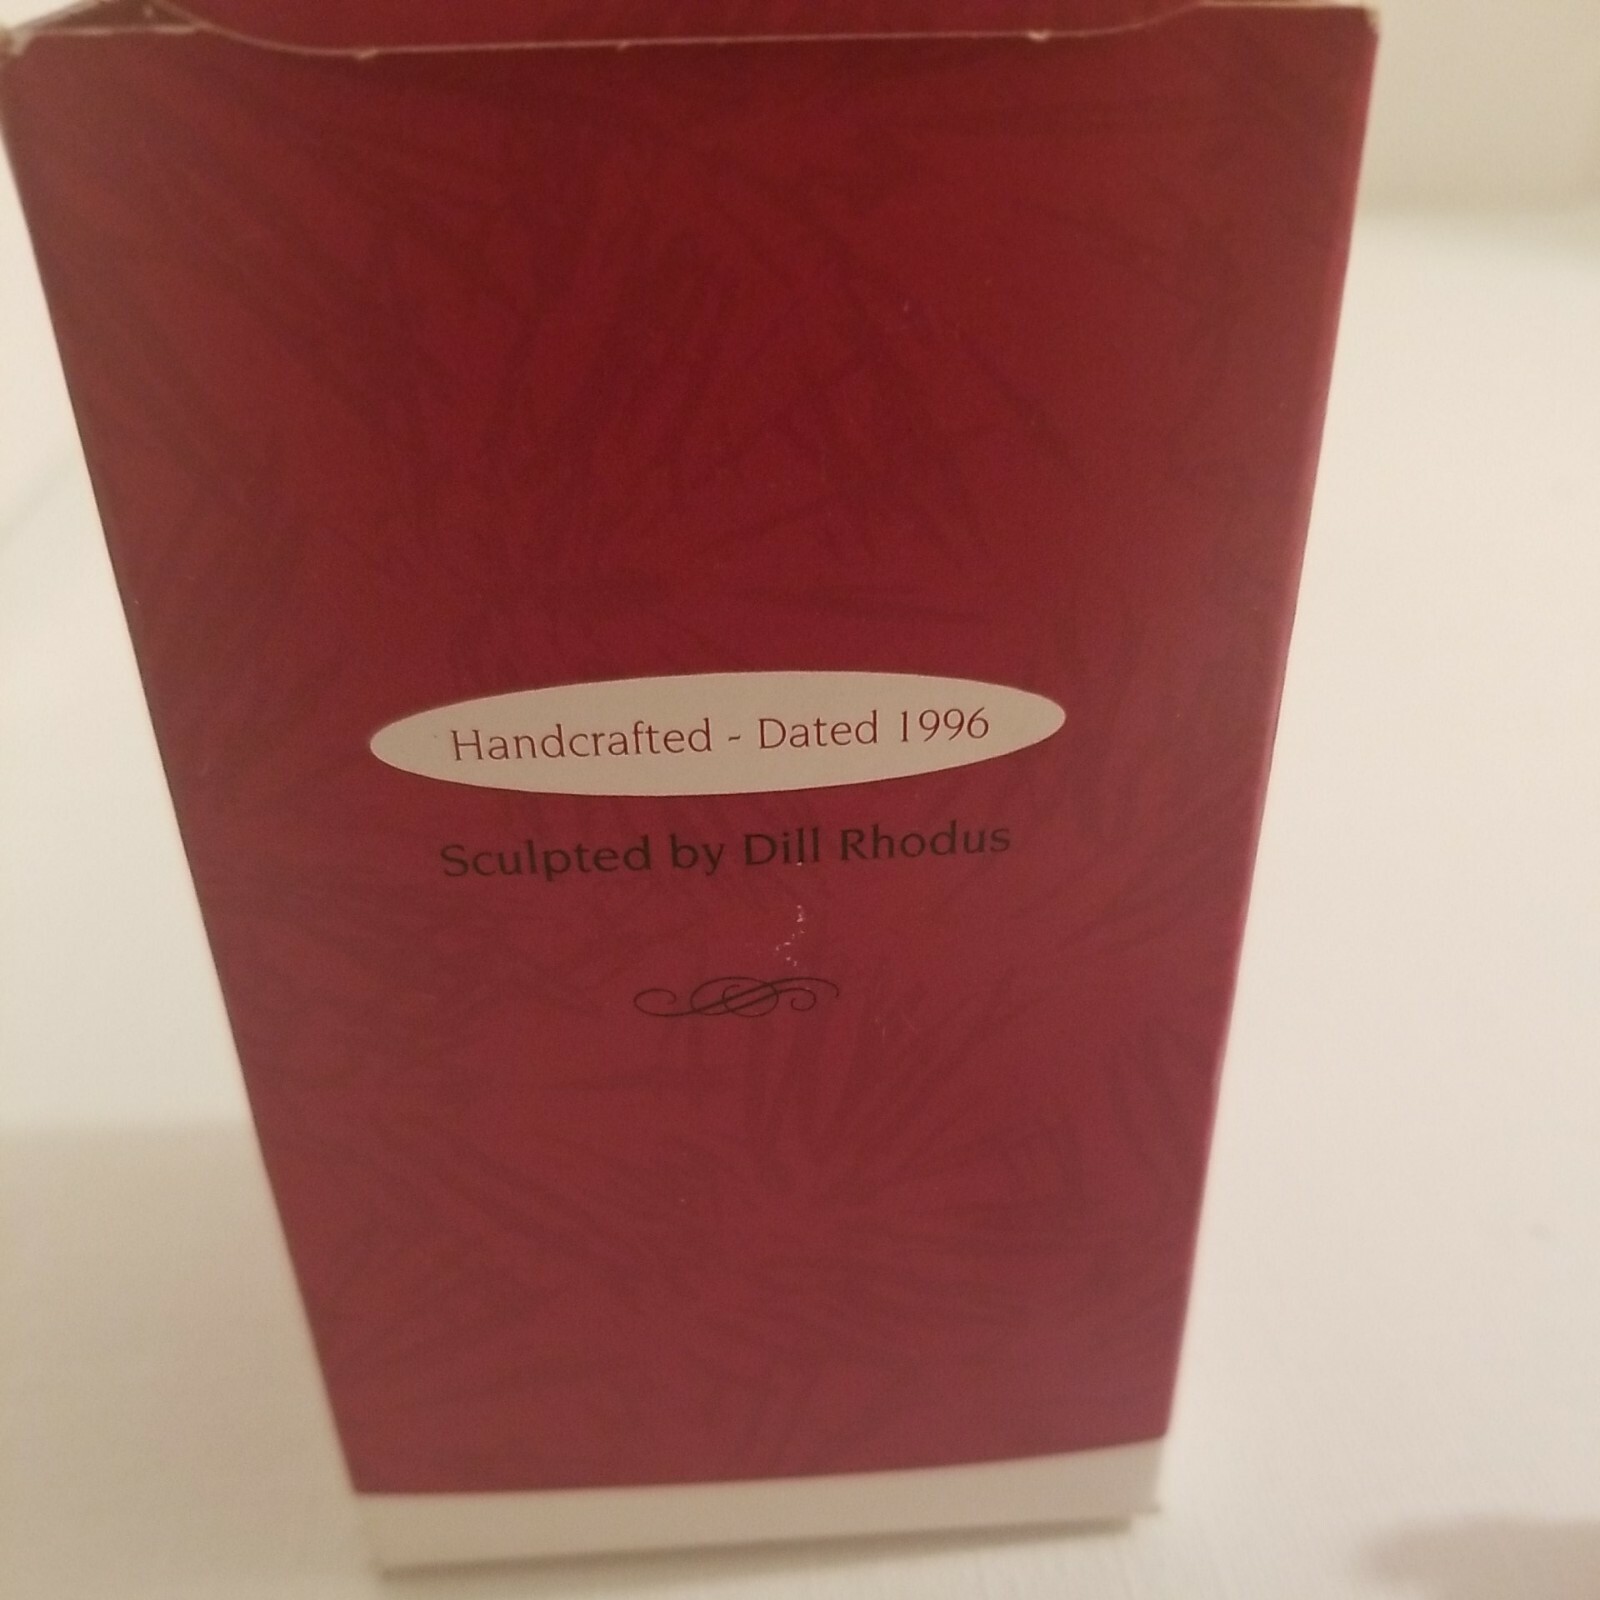 Handcrafted - Dated 1996
Sculpted by Dill Rhodus